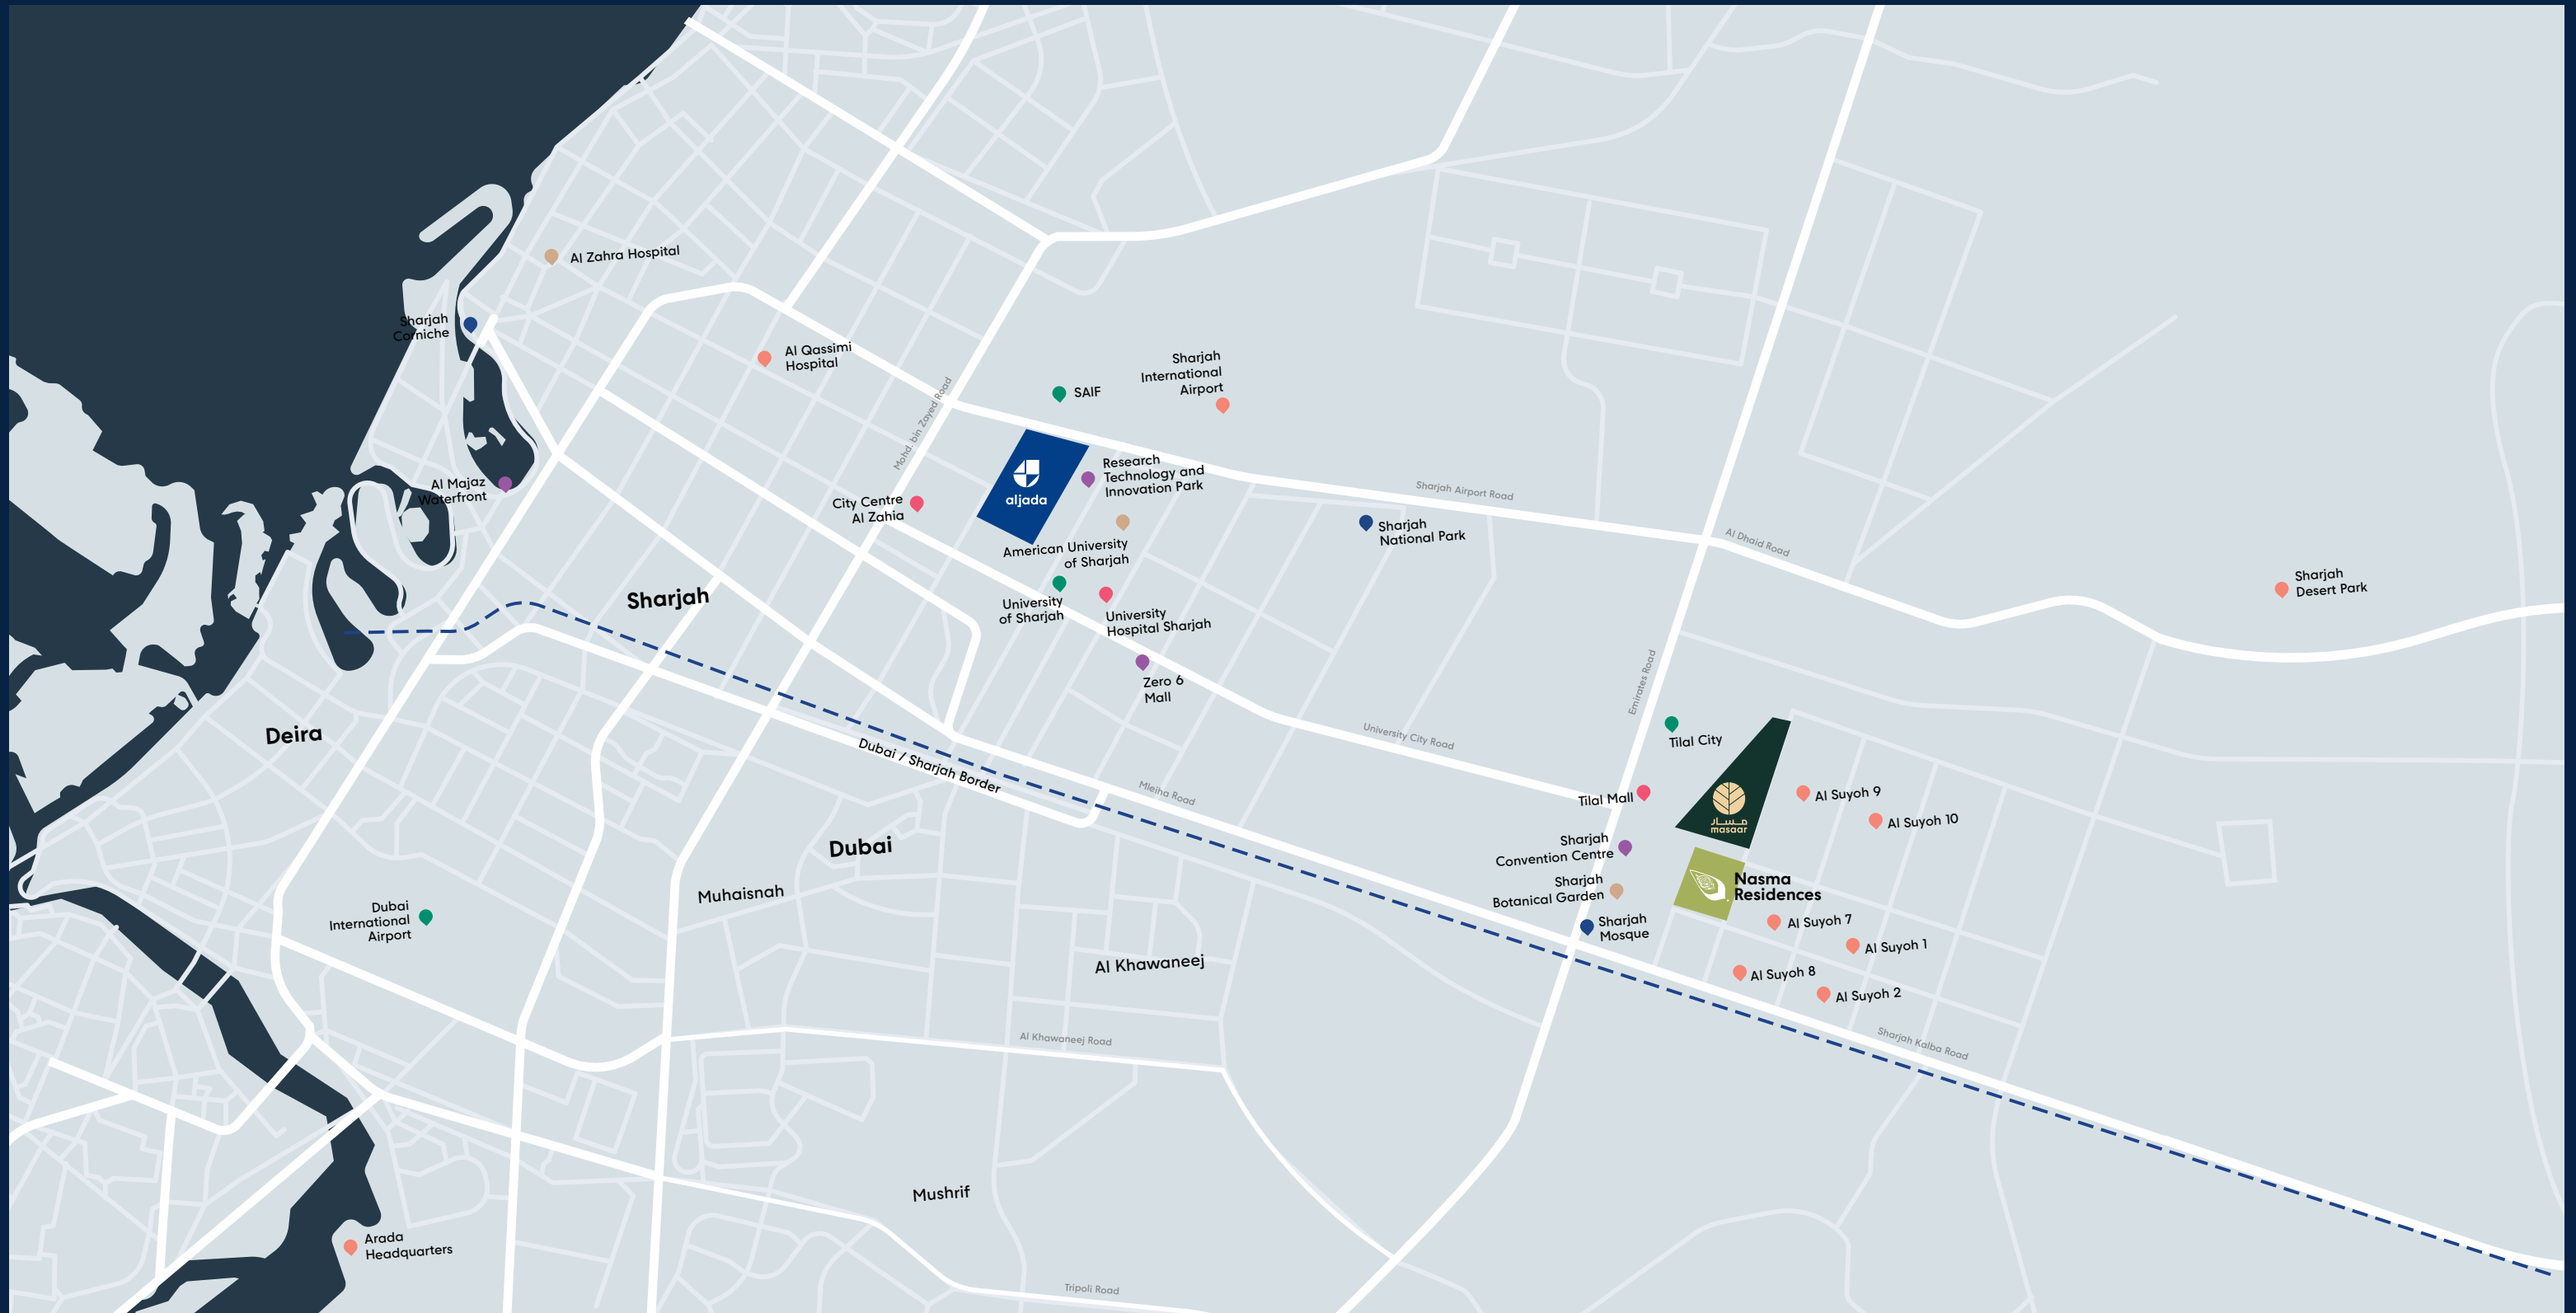 Al Zahra Hospital
Sharjah
Corniche
Al Qassimi
Hospital
Mohd. bin Zayed Road
SAIF
Sharjah
International
Airport
aljada
Research
Technology and
Innovation Park
Al Majaz
Waterfront
City Centre
Al Zahia
Sharjah Airport Road
Sharjah
National Park
Al Dhaid Road
American University
of Sharjah
Sharjah
Desert Park
Sharjah
University
of Sharjah
University
Hospital Sharjah
Zero 6
Mall
Emirates Road
Deira
University City Road
Tilal City
Dubai / Sharjah Border
Mleiha Road
Tilal Mall
مسار
masaar
Al Suyoh 9
Al Suyoh 10
Dubai
Sharjah
Convention Centre
Muhaisnah
Sharjah
Botanical Garden
Nasma
Residences
Dubai
International
Airport
Sharjah
Mosque
Al Suyoh 7
Al Suyoh 1
Al Khawaneej
Al Suyoh 8
Al Suyoh 2
Al Khawaneej Road
Sharjah Kalba Road
Mushrif
Arada
Headquarters
Tripoli Road